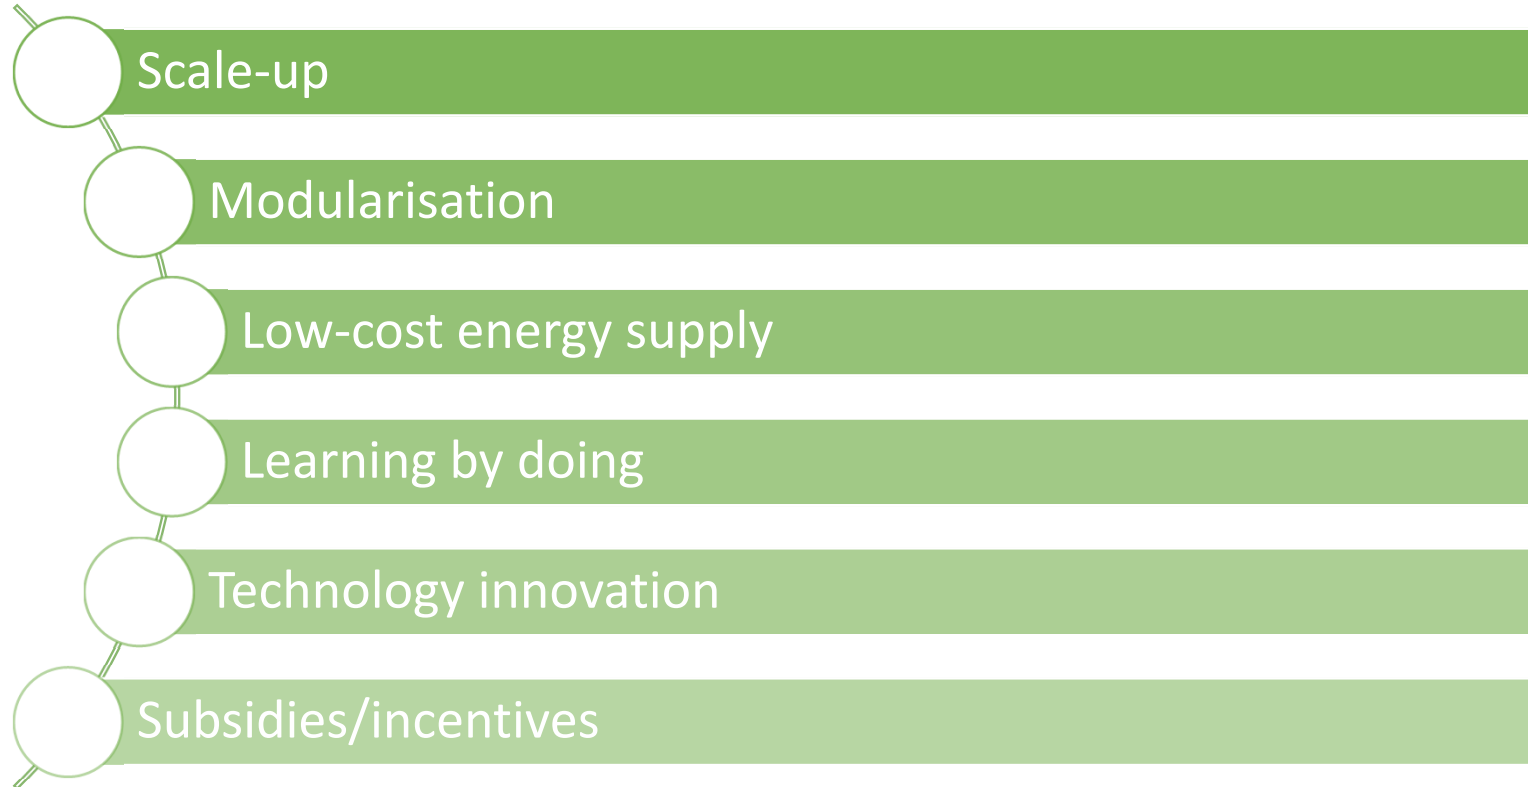 Scale-up
Modularisation
Low-cost energy supply
Learning by doing
Technology innovation
Subsidies/incentives